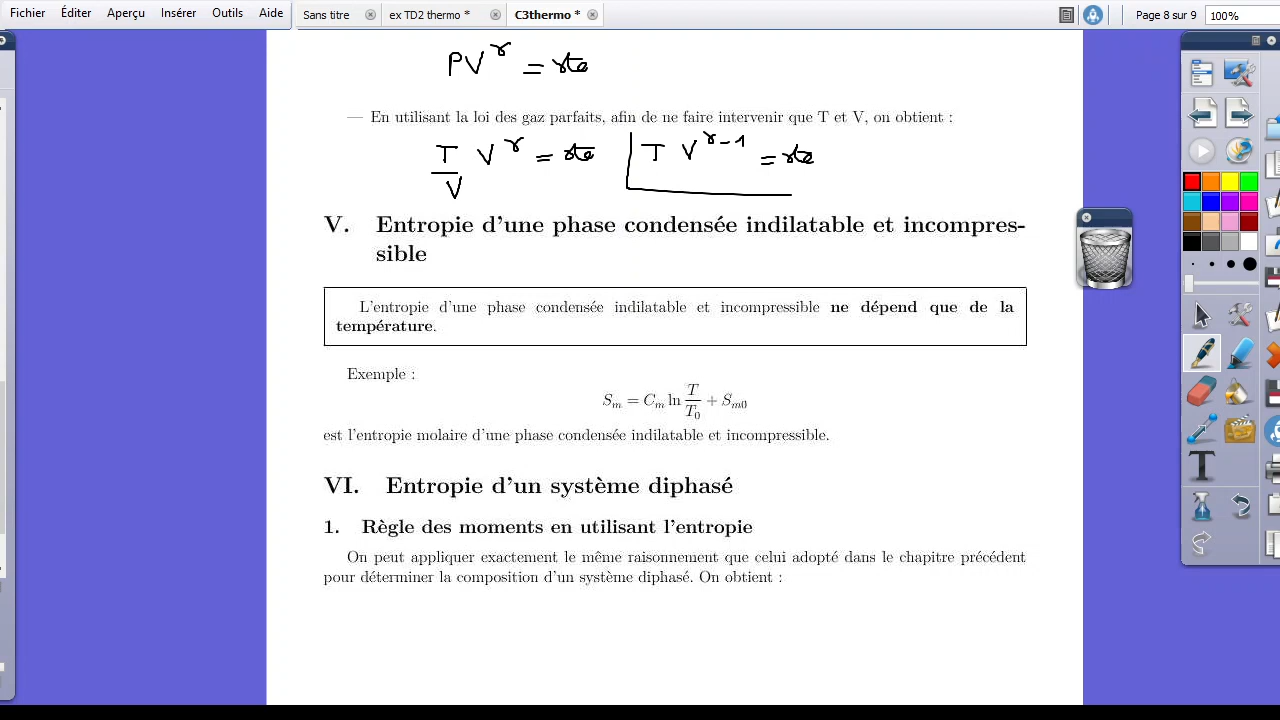 Fichier Éditer Aperçu Insérer Outils Aide Sans titre ex TD2 thermo * C3thermo * Page 8 sur 9 100%
PV^γ = cte
— En utilisant la loi des gaz parfaits, afin de ne faire intervenir que T et V, on obtient :
T/V V^γ = cte T V^γ-1 = cte
V. Entropie d'une phase condensée indilatable et incompres-
sible
L'entropie d'une phase condensée indilatable et incompressible ne dépend que de la
température.
Exemple :
S_m = C_m ln T/T_0 + S_m0
est l'entropie molaire d'une phase condensée indilatable et incompressible.
VI. Entropie d'un système diphasé
1. Règle des moments en utilisant l'entropie
On peut appliquer exactement le même raisonnement que celui adopté dans le chapitre précédent
pour déterminer la composition d'un système diphasé. On obtient :
T